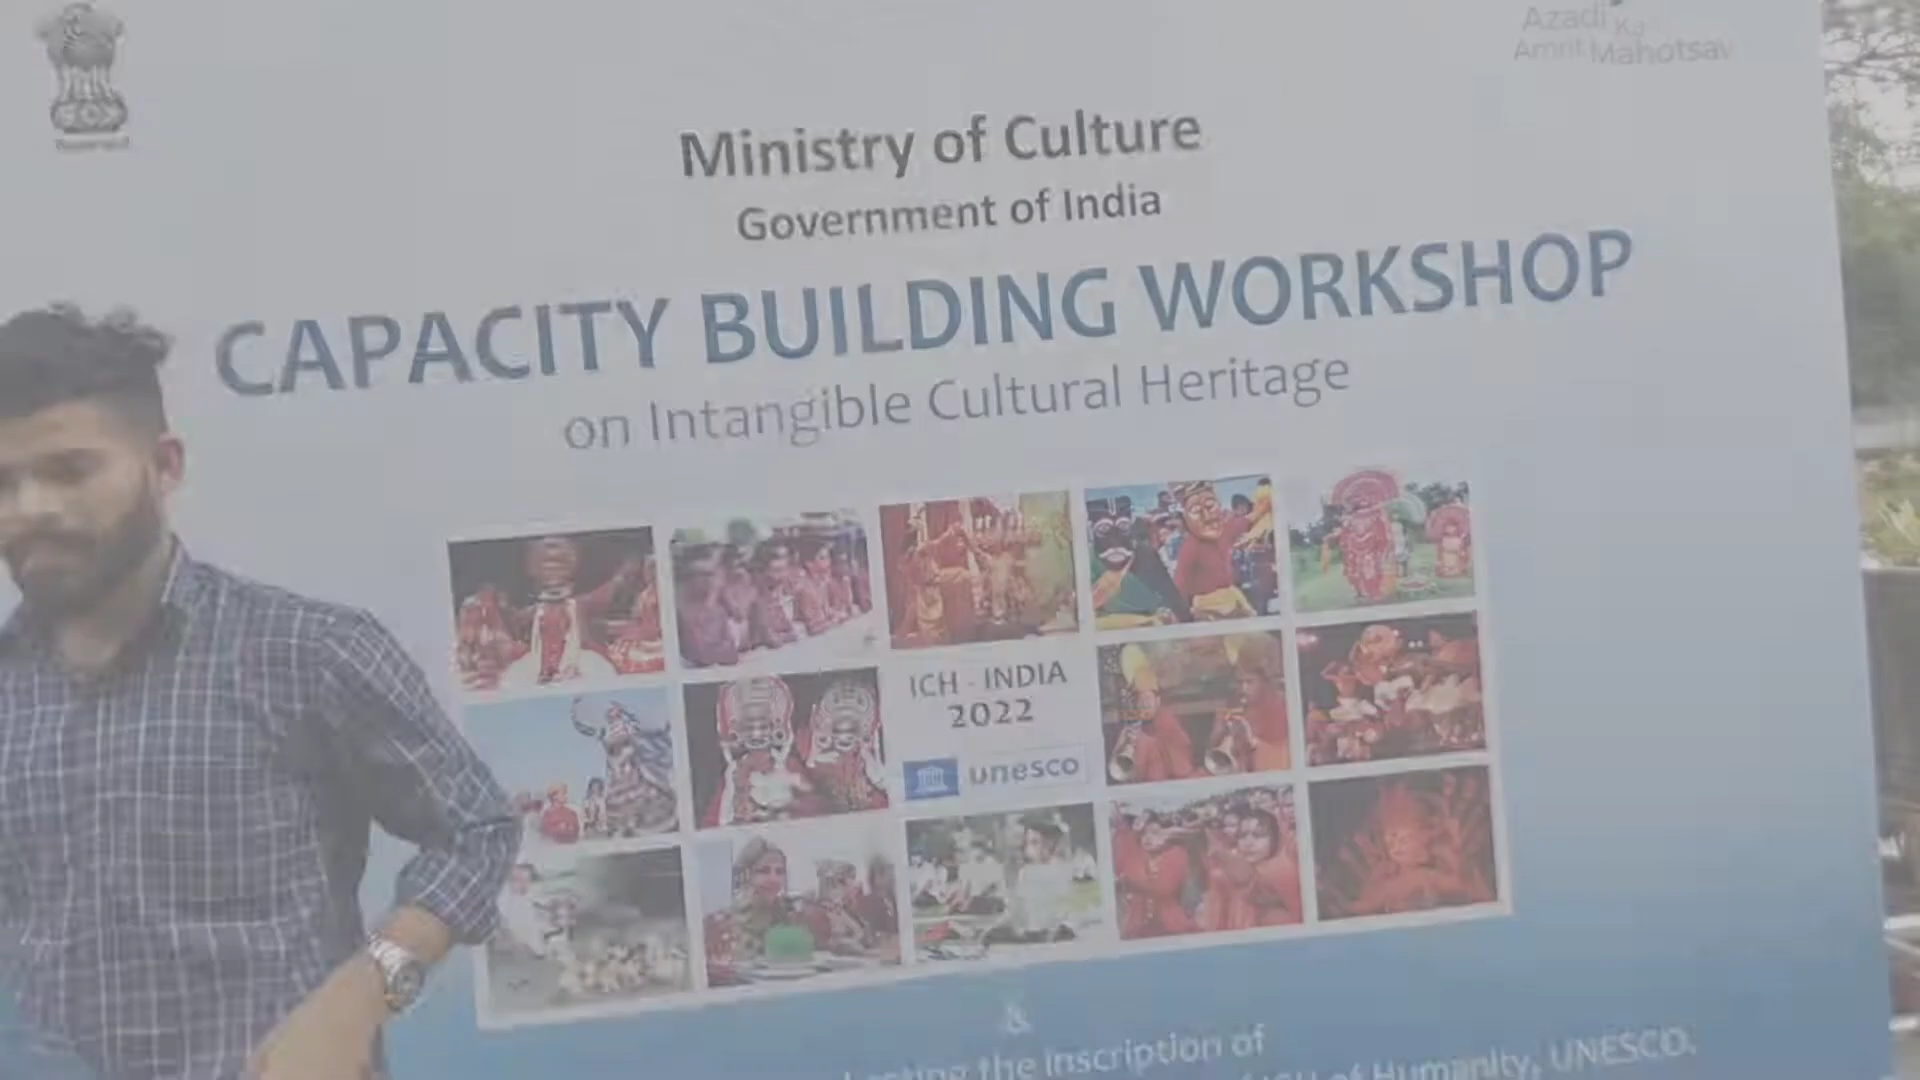 Azadi Ka
Amrit Mahotsav
Ministry of Culture
Government of India
CAPACITY BUILDING WORKSHOP
on Intangible Cultural Heritage
ICH - INDIA
2022
unesco
&
the inscription of
of Humanity, UNESCO.